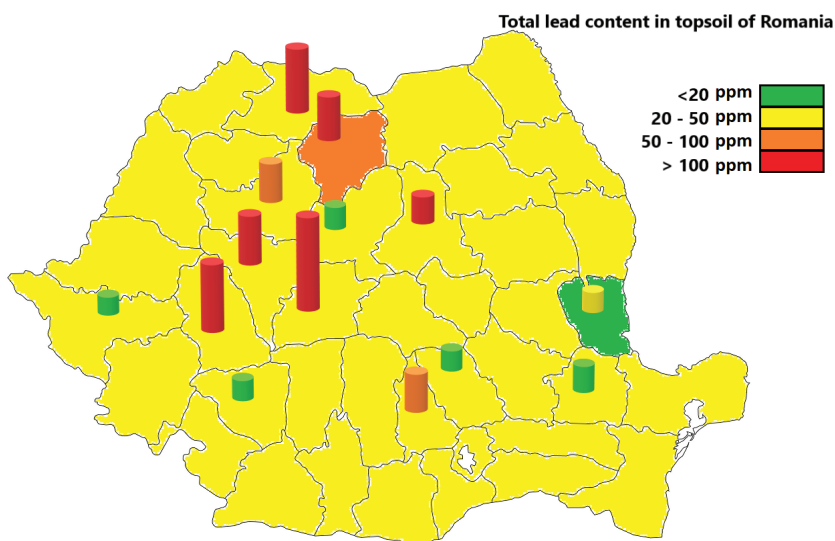 Total lead content in topsoil of Romania
<20 ppm
20 - 50 ppm
50 - 100 ppm
> 100 ppm